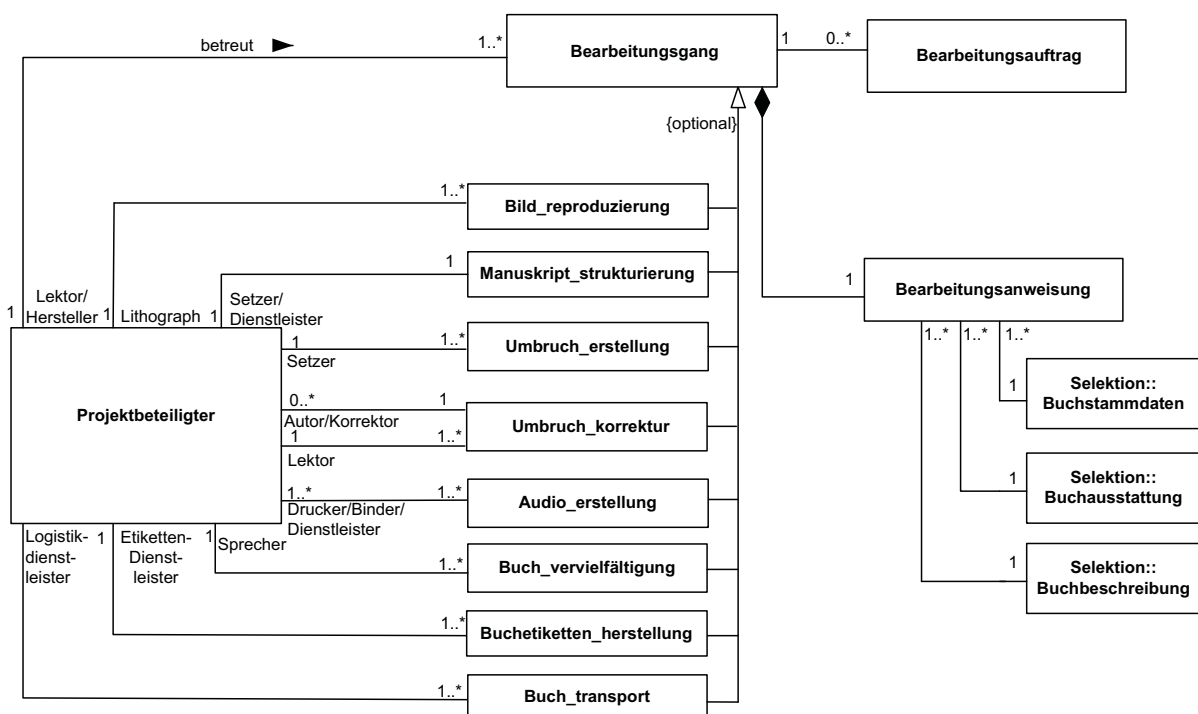 betreut
1..*
Bearbeitungsgang
1
0..*
Bearbeitungsauftrag
{optional}
1..*
Bild_reproduzierung
1
Manuskript_strukturierung
1
Bearbeitungsanweisung
1
Lektor/
Hersteller
1
Lithograph
1
Setzer/
Dienstleister
1..*
1..*
1..*
1
Setzer
1..*
Umbruch_erstellung
Projektbeteiligter
0..*
Autor/Korrektor
1
1
Lektor
1..*
Umbruch_korrektur
1
Selektion::
Buchstammdaten
1..*
Drucker/Binder/
Dienstleister
1..*
Audio_erstellung
1
Selektion::
Buchausstattung
Logistik-
dienst-
leister
1
Etiketten-
Dienst-
leister
1
Sprecher
1..*
Buch_vervielfältigung
1
Selektion::
Buchbeschreibung
1..*
Buchetiketten_herstellung
1..*
Buch_transport